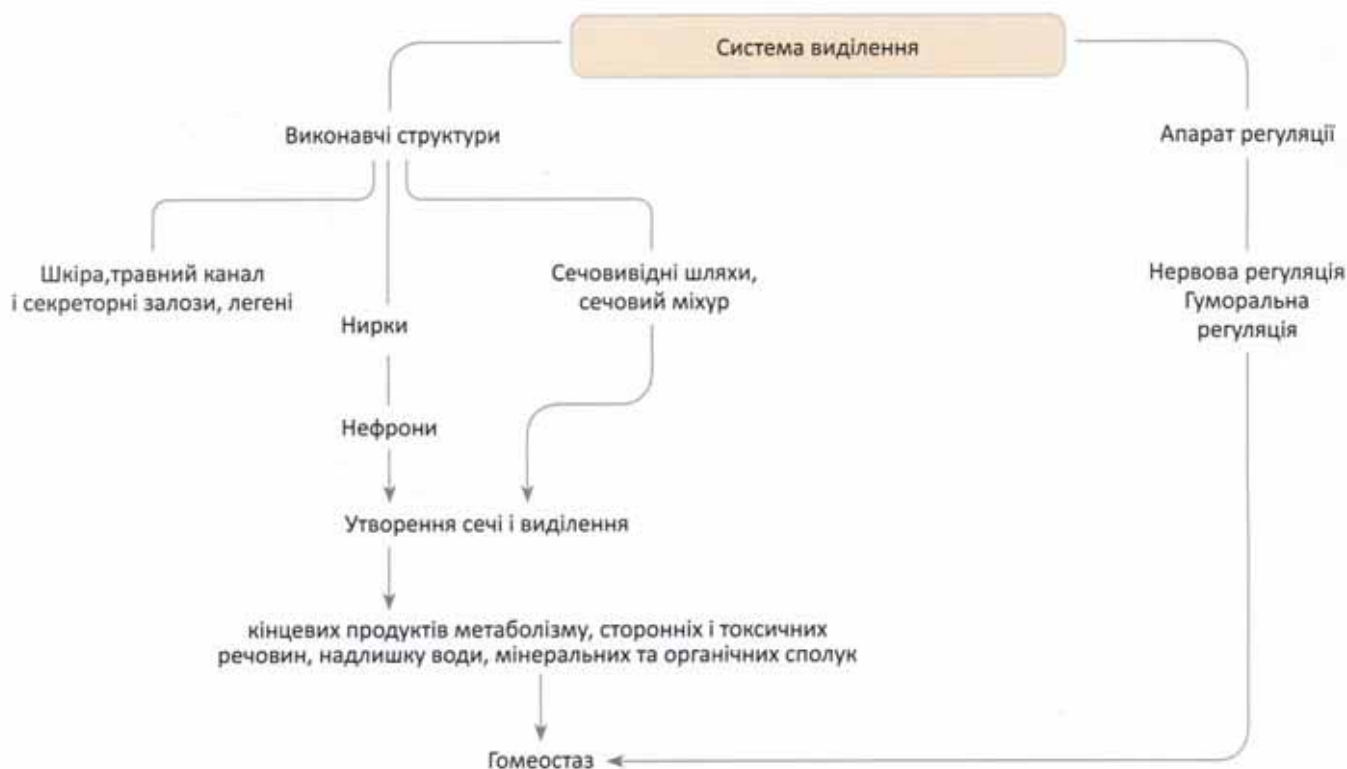 Система виділення
Виконавчі структури
Апарат регуляції
Шкіра,травний канал
і секреторні залози, легені
Сечовивідні шляхи,
сечовий міхур
Нервова регуляція
Гуморальна
регуляція
Нирки
Нефрони
Утворення сечі і виділення
кінцевих продуктів метаболізму, сторонніх і токсичних
речовин, надлишку води, мінеральних та органічних сполук
Гомеостаз